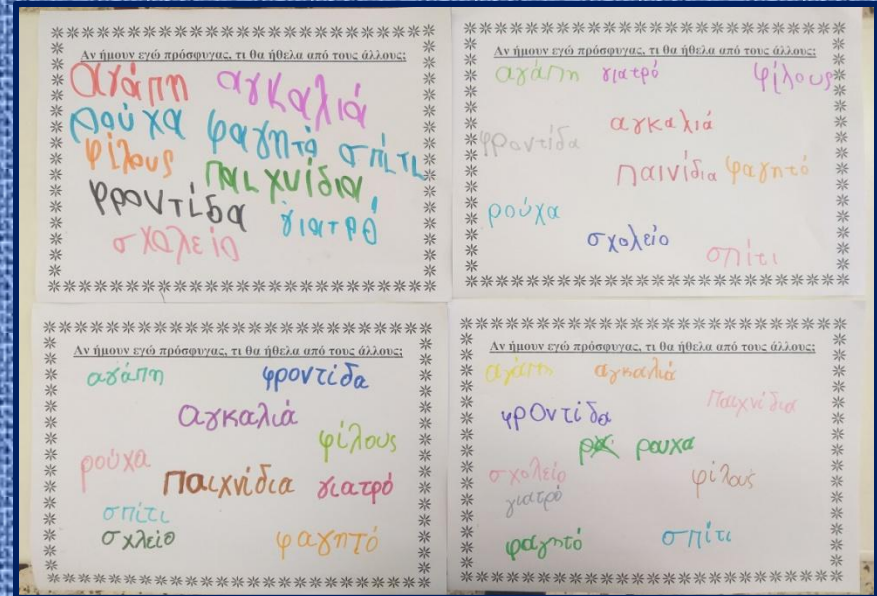 Αν ήμουν εγώ πρόσφυγας, τι θα ήθελα από τους άλλους;
αγάπη αγκαλιά
ρούχα φαγητό σπίτι
φίλους παιχνίδια
φροντίδα γιατρό
σχολείο
Αν ήμουν εγώ πρόσφυγας, τι θα ήθελα από τους άλλους;
αγάπη γιατρό φίλους
αγκαλιά
φροντίδα
παινίδια φαγητό
ρούχα
σχολείο
σπίτι
Αν ήμουν εγώ πρόσφυγας, τι θα ήθελα από τους άλλους;
αγάπη φροντίδα
αγκαλιά
φίλους
ρούχα
παιχνίδια γιατρό
σπίτι
σχλείο φαγητό
Αν ήμουν εγώ πρόσφυγας, τι θα ήθελα από τους άλλους;
αγάπη αγκαλιά
παιχνίδια
φροντίδα
ρουχα
σχολείο φίλους
γιατρό
φαγητό σπίτι